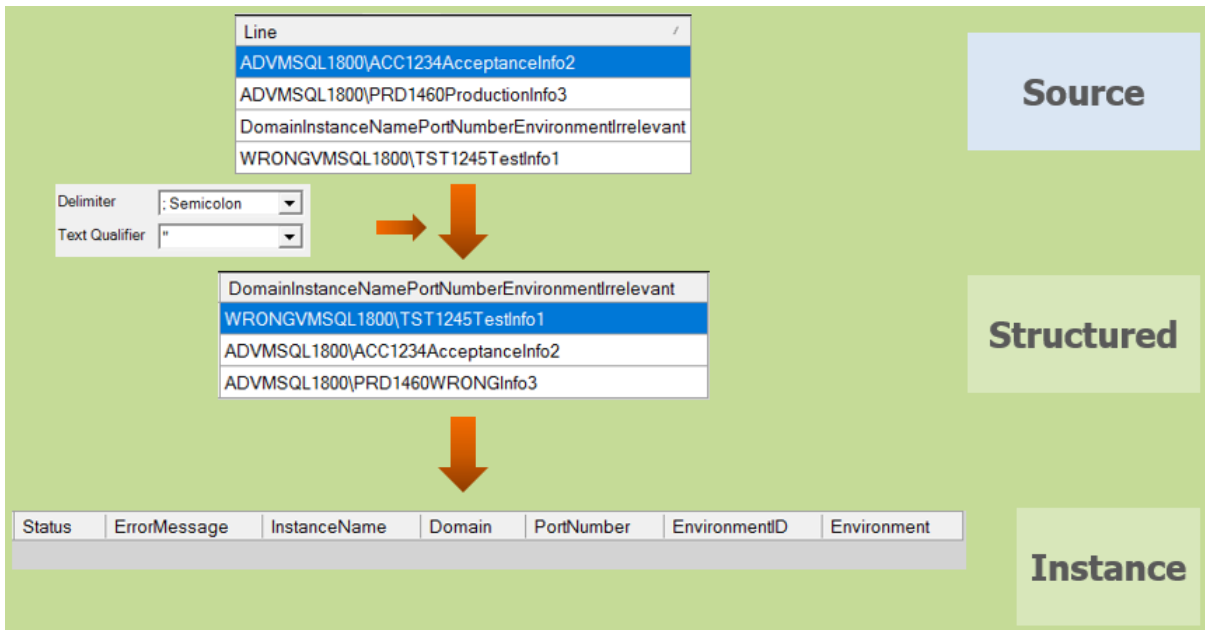 Line
ADVMSQL1800\ACC1234AcceptanceInfo2
ADVMSQL1800\PRD1460ProductionInfo3
DomainInstanceNamePortNumberEnvironmentIrrelevant
WRONGVMSQL1800\TST1245TestInfo1
Source
Delimiter ; Semicolon
Text Qualifier "
DomainInstanceNamePortNumberEnvironmentIrrelevant
WRONGVMSQL1800\TST1245TestInfo1
ADVMSQL1800\ACC1234AcceptanceInfo2
ADVMSQL1800\PRD1460WRONGInfo3
Structured
Status ErrorMessage InstanceName Domain PortNumber EnvironmentID Environment
Instance